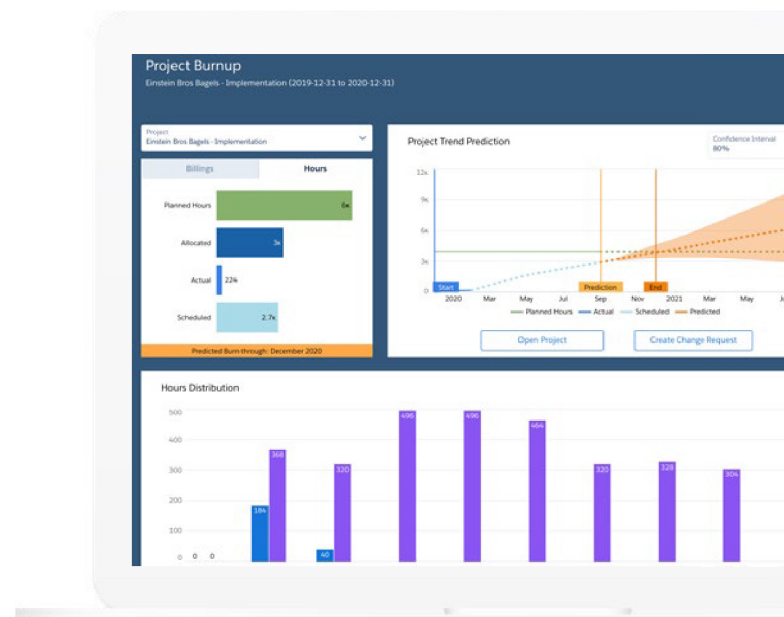 Project Burnup
Einstein Bros Bagels - Implementation (2019-12-31 to 2020-12-31)
Project
Einstein Bros Bagels - Implementation
Billings
Hours
Planned Hours
6K
Allocated
3K
Actual
224
Scheduled
2.7K
Predicted Burn-through: December 2020
Project Trend Prediction
Confidence Interval
80%
12K
9K
6K
3K
0
Start
Prediction
End
2020 Mar May Jul Sep Nov 2021 Mar May
Planned Hours Actual Scheduled Predicted
Open Project
Create Change Request
Hours Distribution
500
400
300
200
100
0
0 0
184
368
40
320
496
496
464
320
328
304